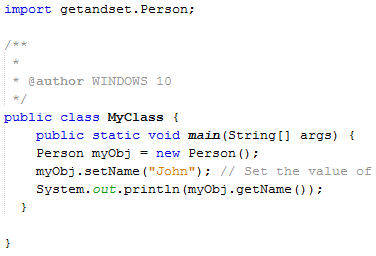 import getandset.Person;
/**
 *
 * @author WINDOWS 10
 */
public class MyClass {
    public static void main(String[] args) {
    Person myObj = new Person();
    myObj.setName("John"); // Set the value of
    System.out.println(myObj.getName());
  }
}